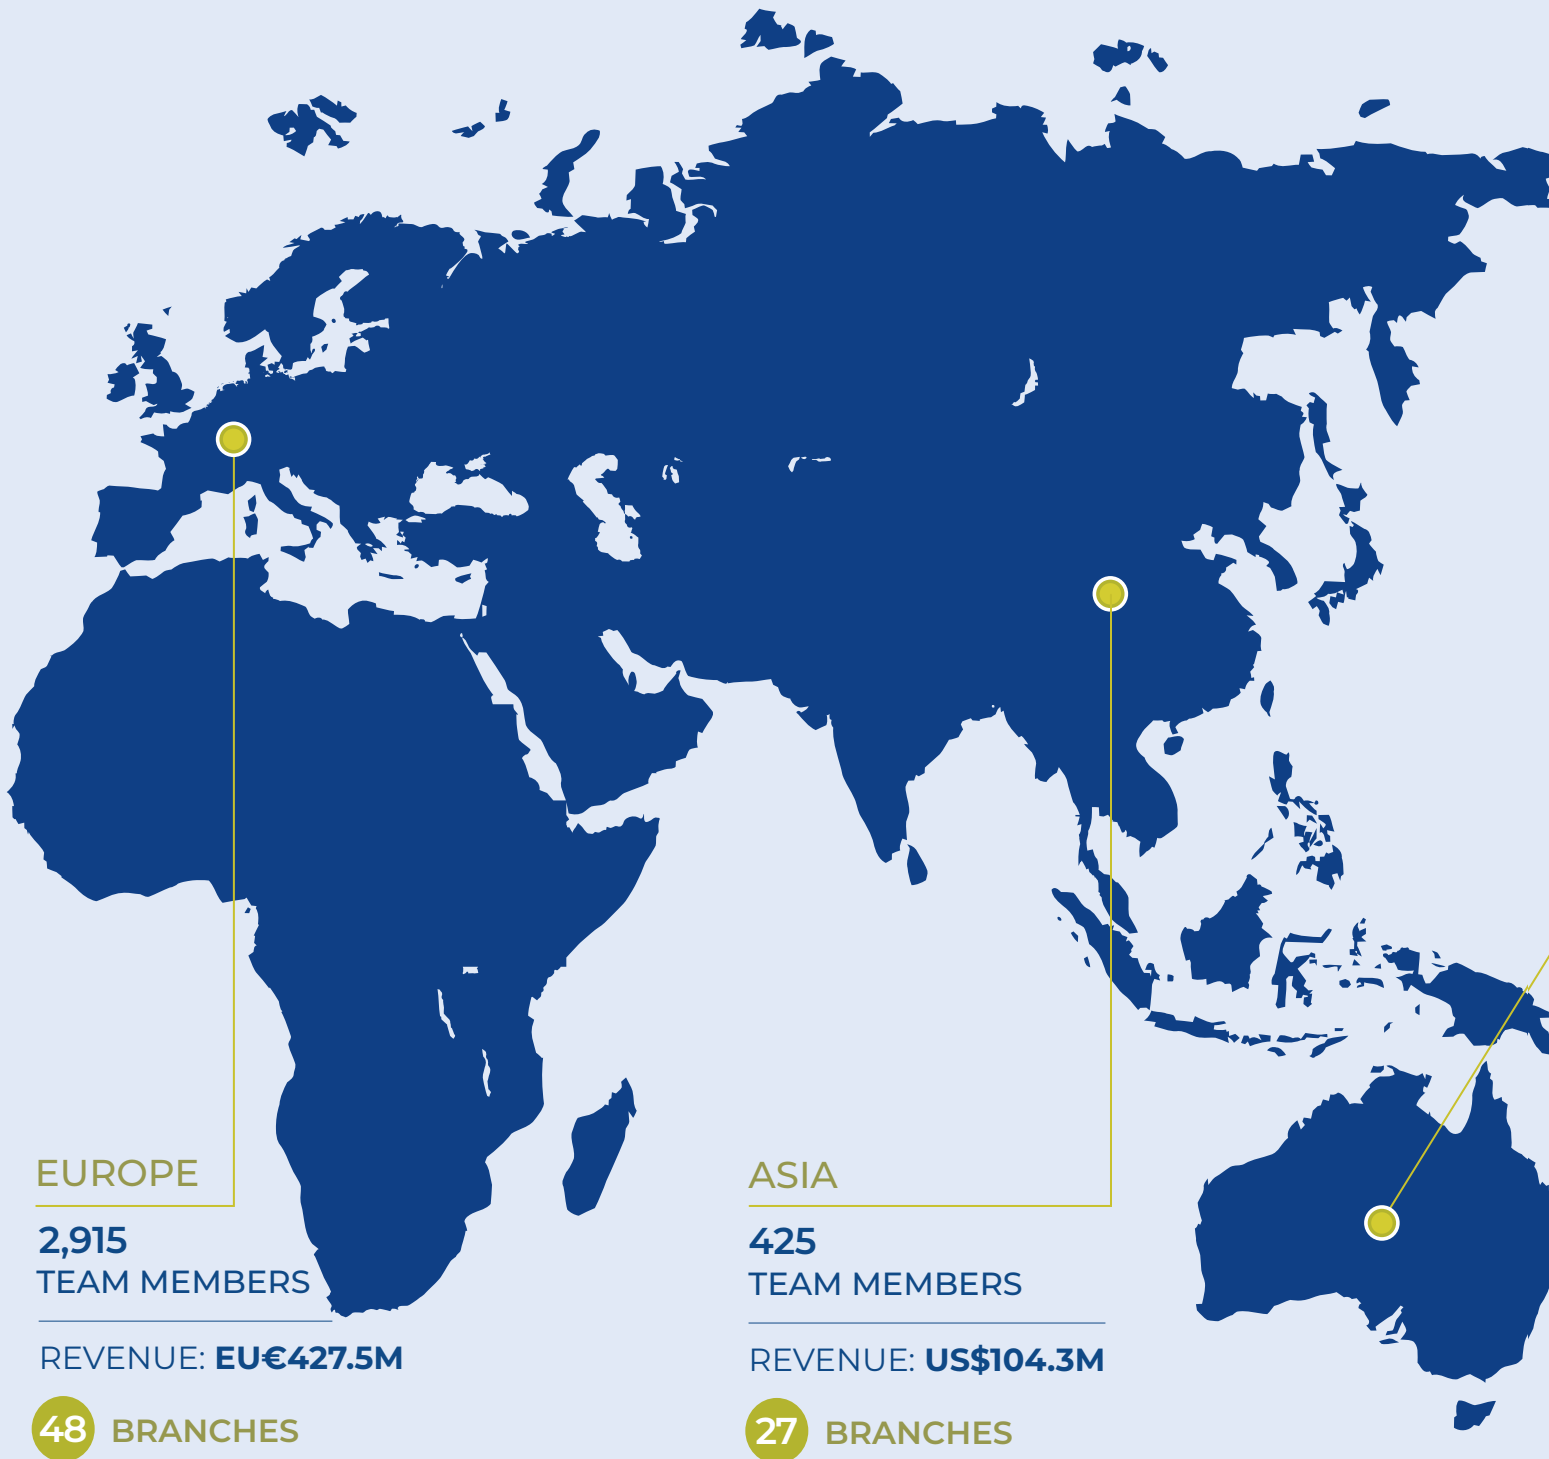 EUROPE
2,915
TEAM MEMBERS
REVENUE: EU€427.5M
48 BRANCHES
ASIA
425
TEAM MEMBERS
REVENUE: US$104.3M
27 BRANCHES